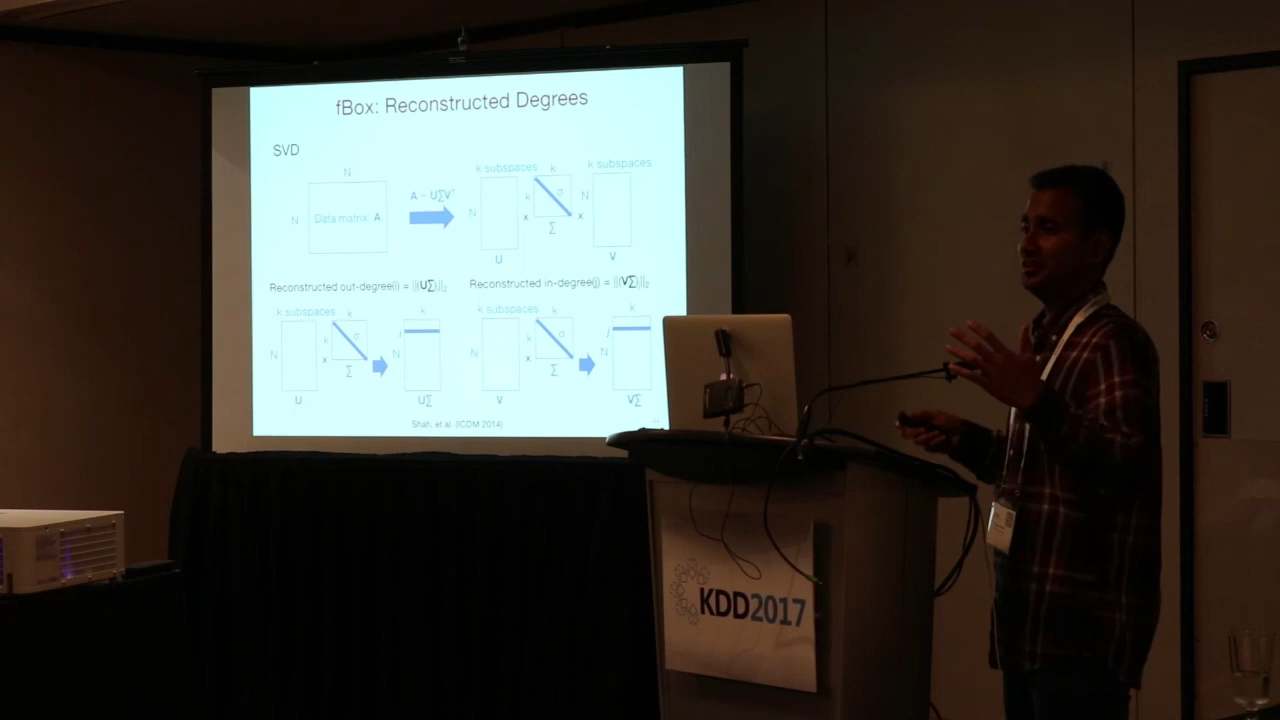 fBox: Reconstructed Degrees
SVD
N
N
Data matrix: A
A ~ UΣVᵀ
k subspaces
k
k subspaces
N
k
σ
N
x
x
Σ
U
V
Reconstructed out-degree(i) = ||(UΣ)ᵢ||₂
Reconstructed in-degree(j) = ||(VΣ)ⱼ||₂
k subspaces
k
k
N
k
σ
x
i
N
Σ
U
UΣ
k subspaces
k
k
N
k
σ
x
j
N
Σ
V
VΣ
Shah, et al. (ICDM 2014)
KDD2017